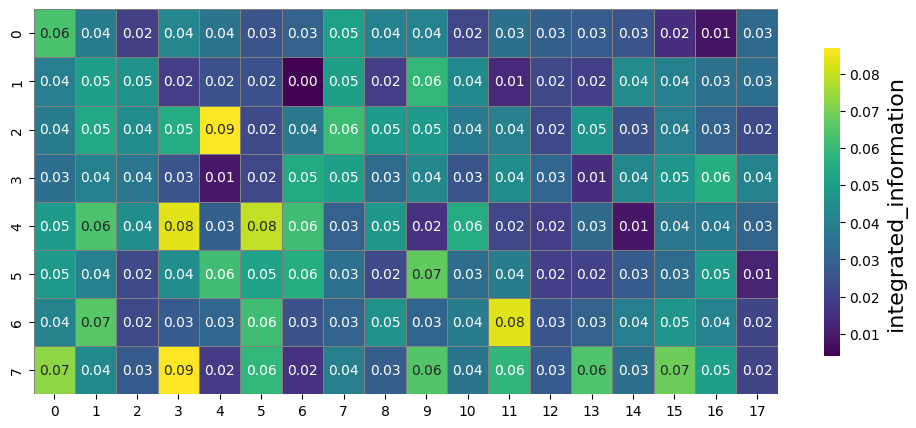 0 0.06 0.04 0.02 0.04 0.04 0.03 0.03 0.05 0.04 0.04 0.02 0.03 0.03 0.03 0.03 0.02 0.01 0.03
1 0.04 0.05 0.05 0.02 0.02 0.02 0.00 0.05 0.02 0.06 0.04 0.01 0.02 0.02 0.04 0.04 0.03 0.03
2 0.04 0.05 0.04 0.05 0.09 0.02 0.04 0.06 0.05 0.05 0.04 0.04 0.02 0.05 0.03 0.04 0.03 0.02
3 0.03 0.04 0.04 0.03 0.01 0.02 0.05 0.05 0.03 0.04 0.03 0.04 0.03 0.01 0.04 0.05 0.06 0.04
4 0.05 0.06 0.04 0.08 0.03 0.08 0.06 0.03 0.05 0.02 0.06 0.02 0.02 0.03 0.01 0.04 0.04 0.03
5 0.05 0.04 0.02 0.04 0.06 0.05 0.06 0.03 0.02 0.07 0.03 0.04 0.02 0.02 0.03 0.03 0.05 0.01
6 0.04 0.07 0.02 0.03 0.03 0.06 0.03 0.03 0.05 0.03 0.04 0.08 0.03 0.03 0.04 0.05 0.04 0.02
7 0.07 0.04 0.03 0.09 0.02 0.06 0.02 0.04 0.03 0.06 0.04 0.06 0.03 0.06 0.03 0.07 0.05 0.02
0 1 2 3 4 5 6 7 8 9 10 11 12 13 14 15 16 17
0.08
0.07
0.06
0.05
0.04
0.03
0.02
0.01
integrated_information